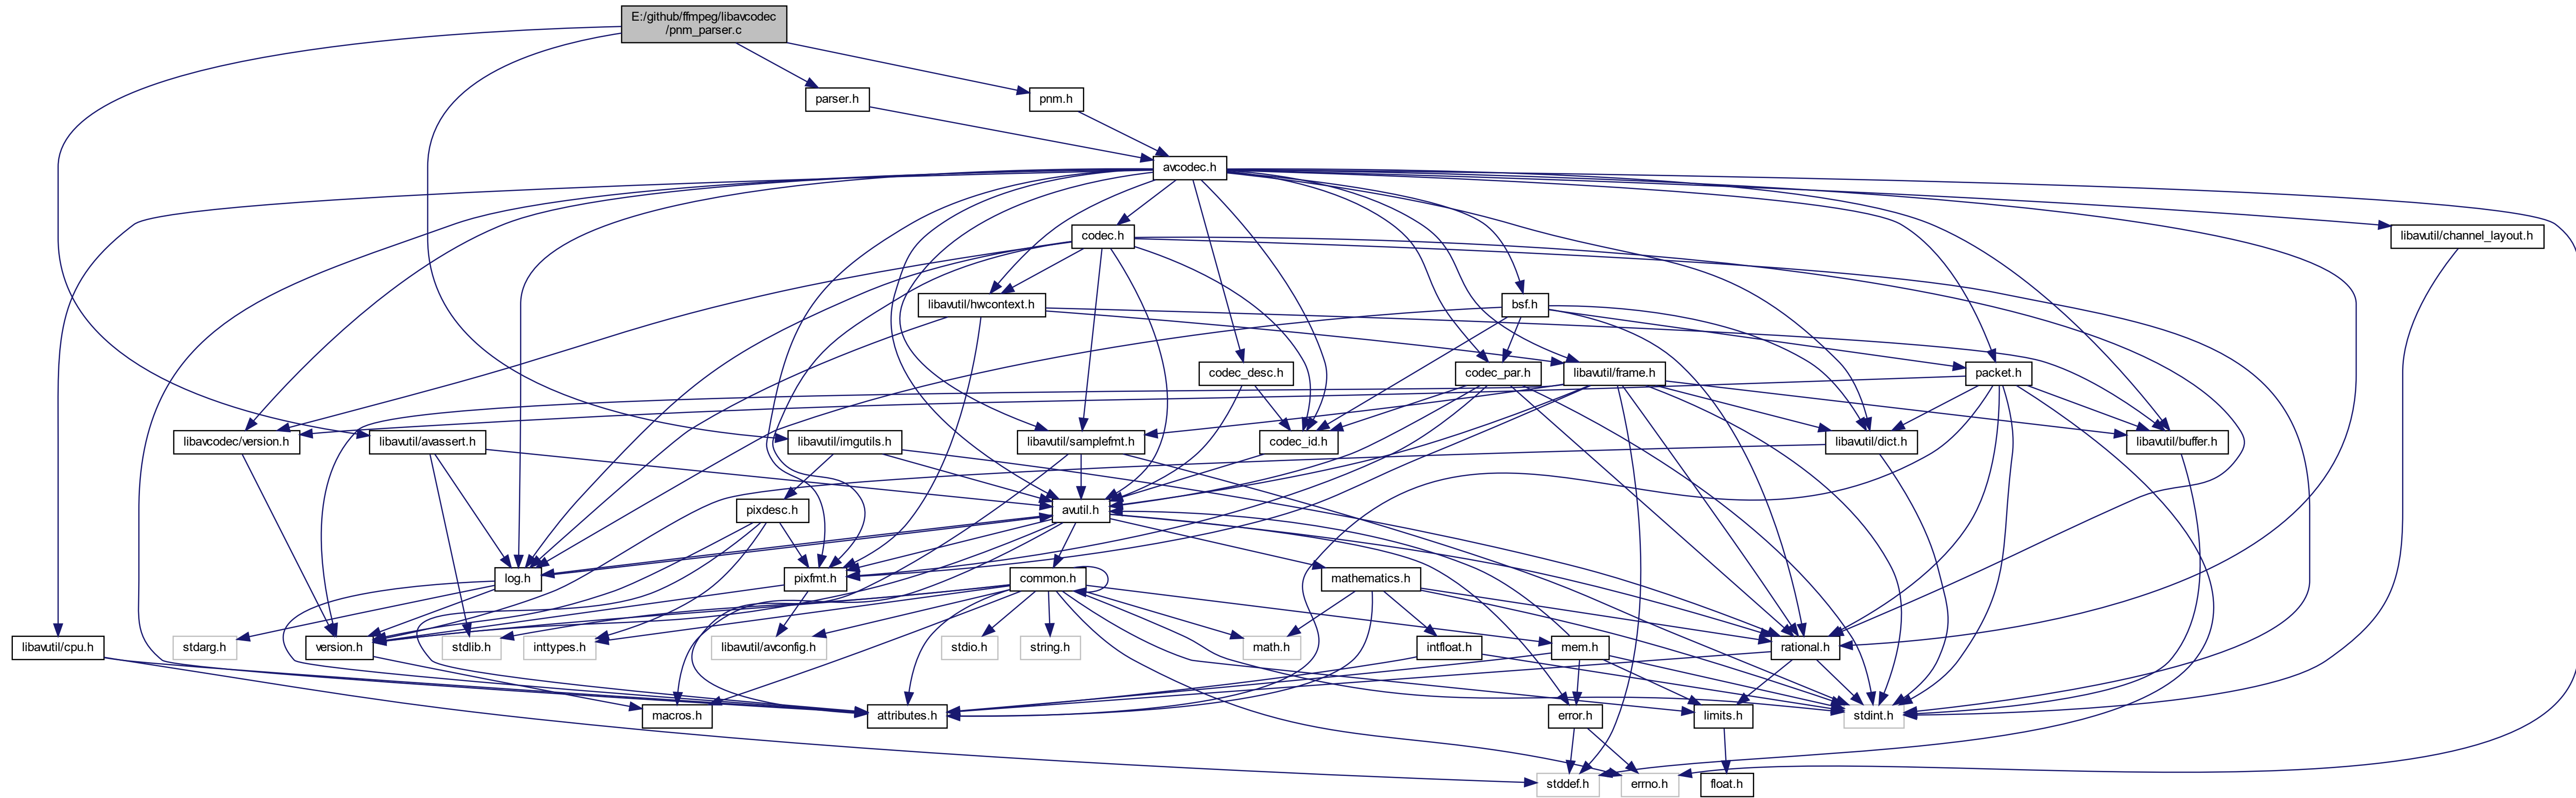 E:/github/ffmpeg/libavcodec
/pnm_parser.c
parser.h
pnm.h
avcodec.h
codec.h
libavutil/channel_layout.h
libavutil/hwcontext.h
bsf.h
codec_desc.h
codec_par.h
libavutil/frame.h
packet.h
libavcodec/version.h
libavutil/avassert.h
libavutil/imgutils.h
libavutil/samplefmt.h
codec_id.h
libavutil/dict.h
libavutil/buffer.h
pixdesc.h
avutil.h
log.h
pixfmt.h
common.h
mathematics.h
libavutil/cpu.h
stdarg.h
version.h
stdlib.h
inttypes.h
libavutil/avconfig.h
stdio.h
string.h
math.h
intfloat.h
mem.h
rational.h
macros.h
attributes.h
error.h
limits.h
stdint.h
stddef.h
errno.h
float.h